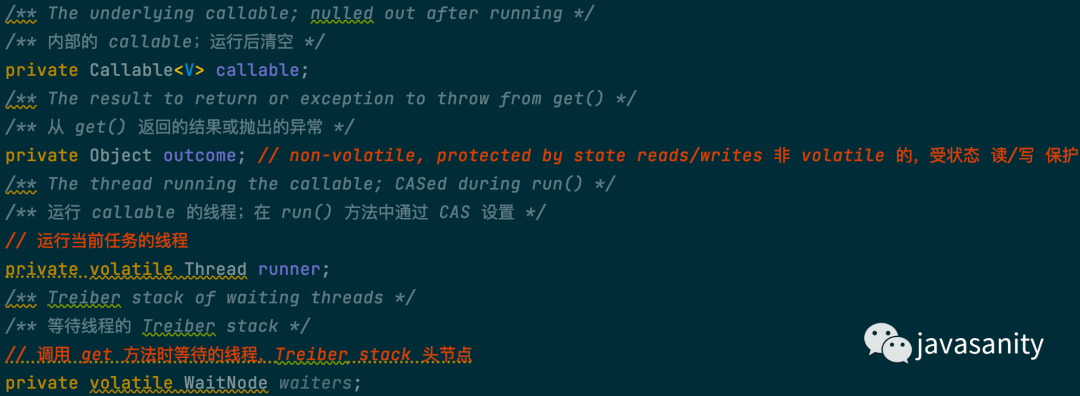 /** The underlying callable; nulled out after running */
/** 内部的 callable；运行后清空 */
private Callable<V> callable;
/** The result to return or exception to throw from get() */
/** 从 get() 返回的结果或抛出的异常 */
private Object outcome; // non-volatile, protected by state reads/writes 非 volatile 的，受状态 读/写 保护
/** The thread running the callable; CASed during run() */
/** 运行 callable 的线程；在 run() 方法中通过 CAS 设置 */
// 运行当前任务的线程
private volatile Thread runner;
/** Treiber stack of waiting threads */
/** 等待线程的 Treiber stack */
// 调用 get 方法时等待的线程，Treiber stack 头节点
private volatile WaitNode waiters;
javasanity